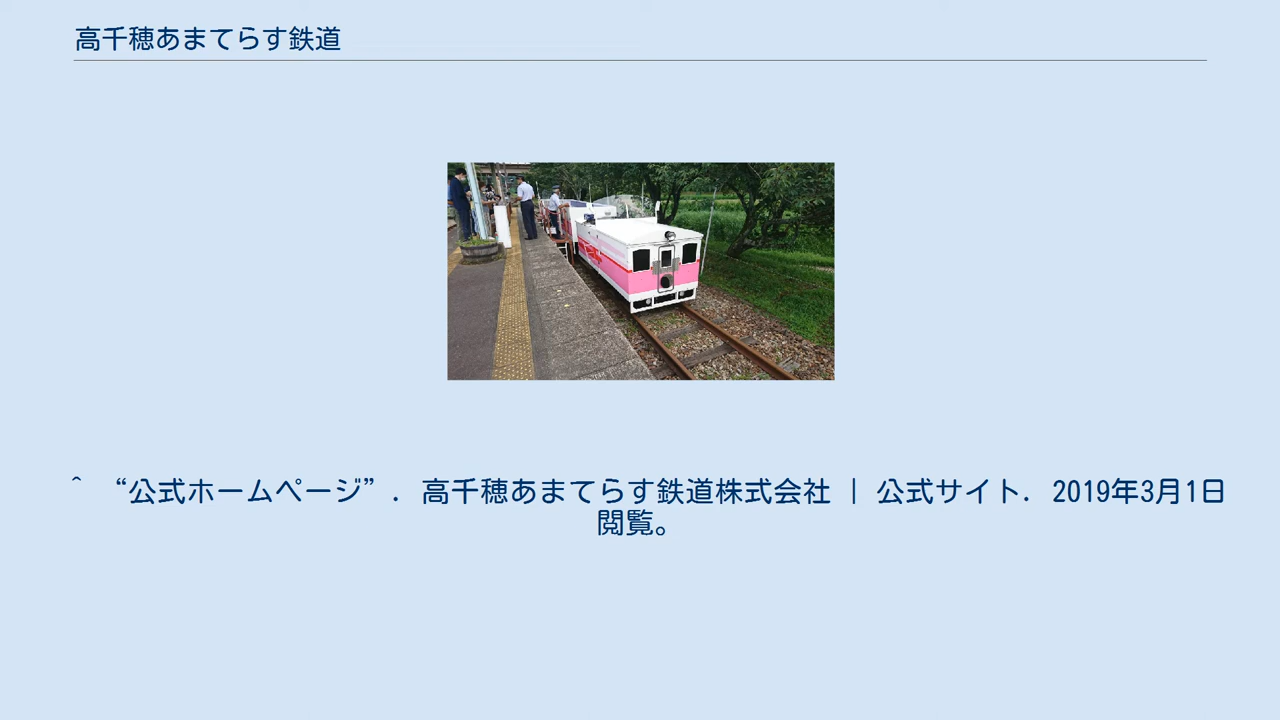 高千穂あまてらす鉄道
^ “公式ホームページ”. 高千穂あまてらす鉄道株式会社 | 公式サイト. 2019年3月1日
閲覧。